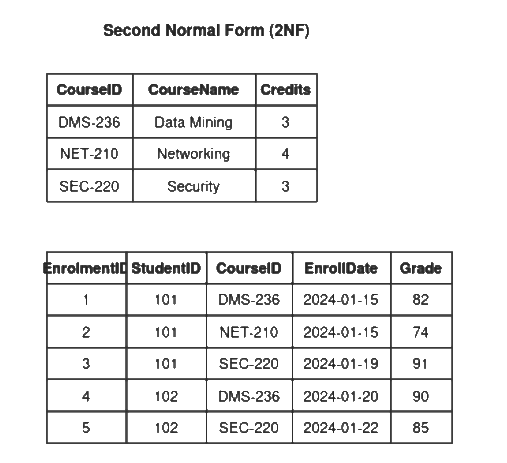 Second Normal Form (2NF)
CourseID CourseName Credits
DMS-236 Data Mining 3
NET-210 Networking 4
SEC-220 Security 3
EnrolmentID StudentID CourseID EnrollDate Grade
1 101 DMS-236 2024-01-15 82
2 101 NET-210 2024-01-15 74
3 101 SEC-220 2024-01-19 91
4 102 DMS-236 2024-01-20 90
5 102 SEC-220 2024-01-22 85